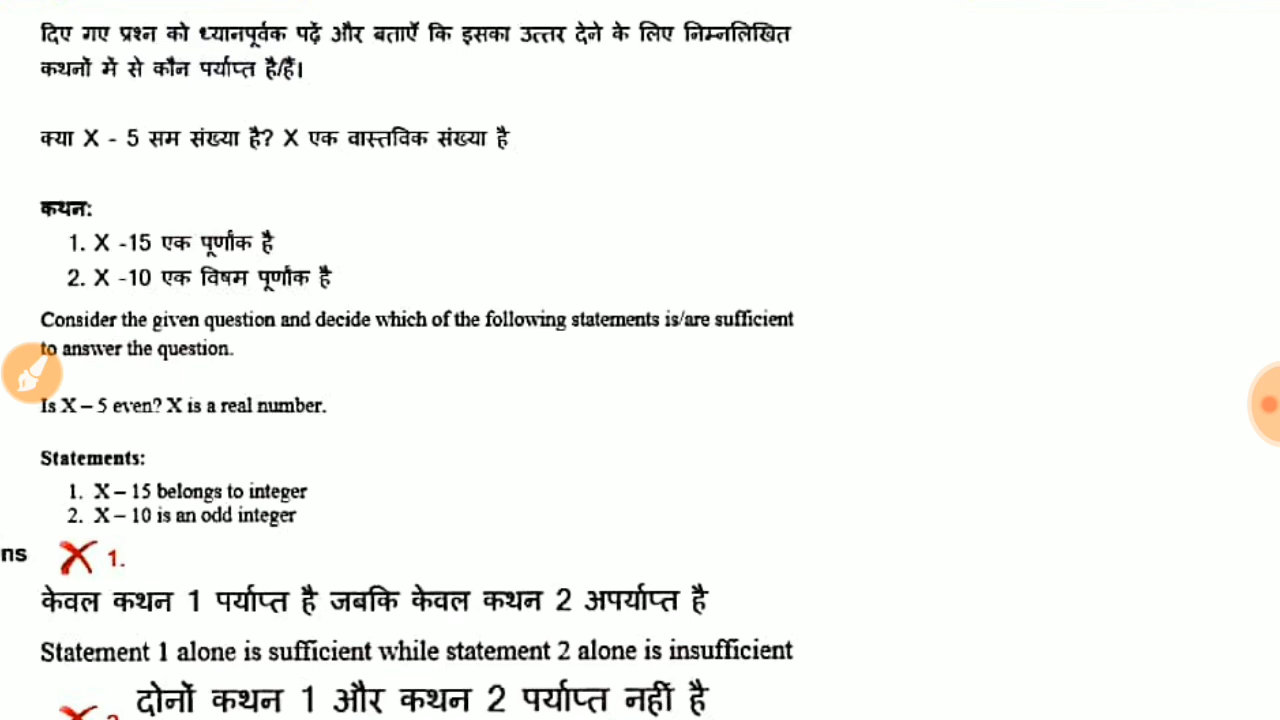 दिए गए प्रश्न को ध्यानपूर्वक पढ़ें और बताएँ कि इसका उत्तर देने के लिए निम्नलिखित
कथनों में से कौन पर्याप्त है/हैं।
क्या X - 5 सम संख्या है? X एक वास्तविक संख्या है
कथन:
1. X -15 एक पूर्णांक है
2. X -10 एक विषम पूर्णांक है
Consider the given question and decide which of the following statements is/are sufficient
to answer the question.
Is X – 5 even? X is a real number.
Statements:
1. X – 15 belongs to integer
2. X – 10 is an odd integer
ns 1.
केवल कथन 1 पर्याप्त है जबकि केवल कथन 2 अपर्याप्त है
Statement 1 alone is sufficient while statement 2 alone is insufficient
दोनों कथन 1 और कथन 2 पर्याप्त नहीं है